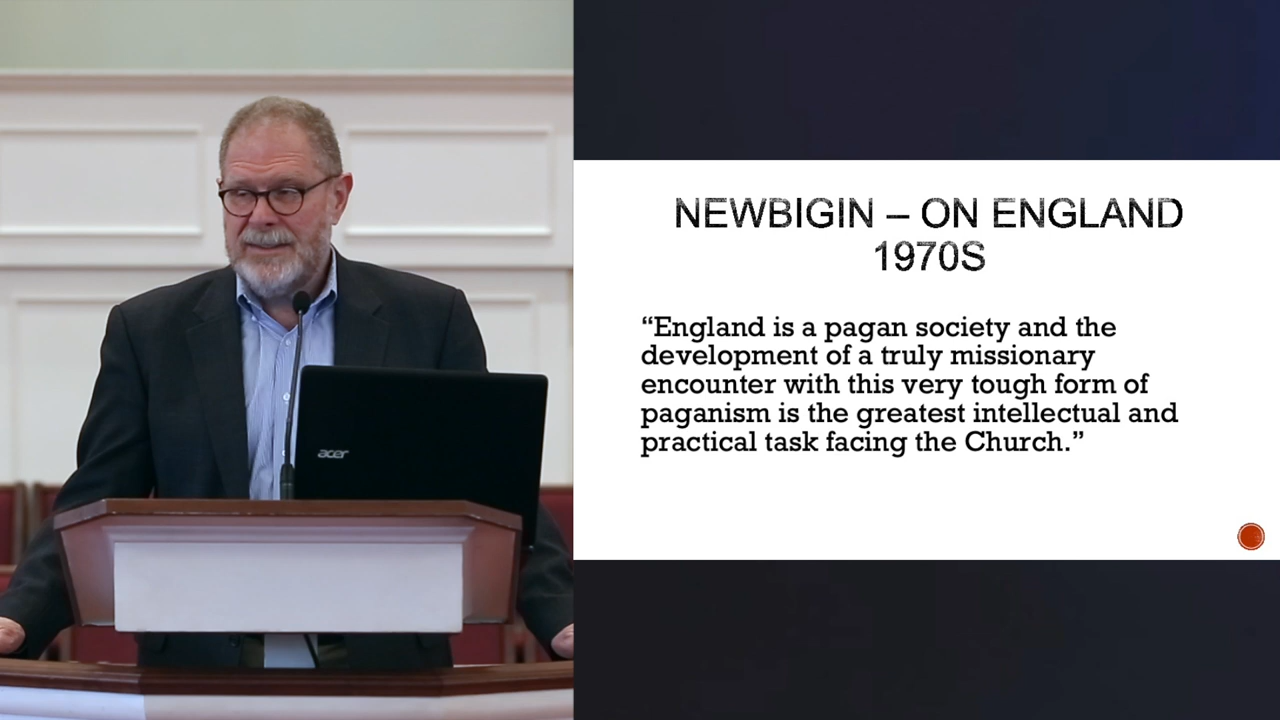 acer
NEWBIGIN – ON ENGLAND
1970S
“England is a pagan society and the
development of a truly missionary
encounter with this very tough form of
paganism is the greatest intellectual and
practical task facing the Church.”